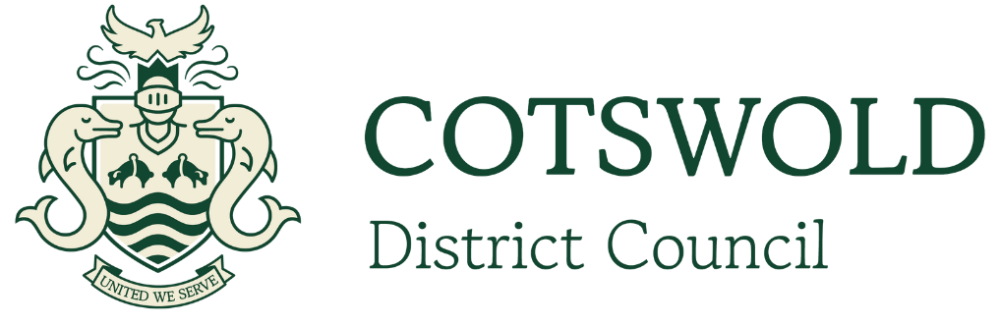 COTSWOLD
District Council
UNITED WE SERVE